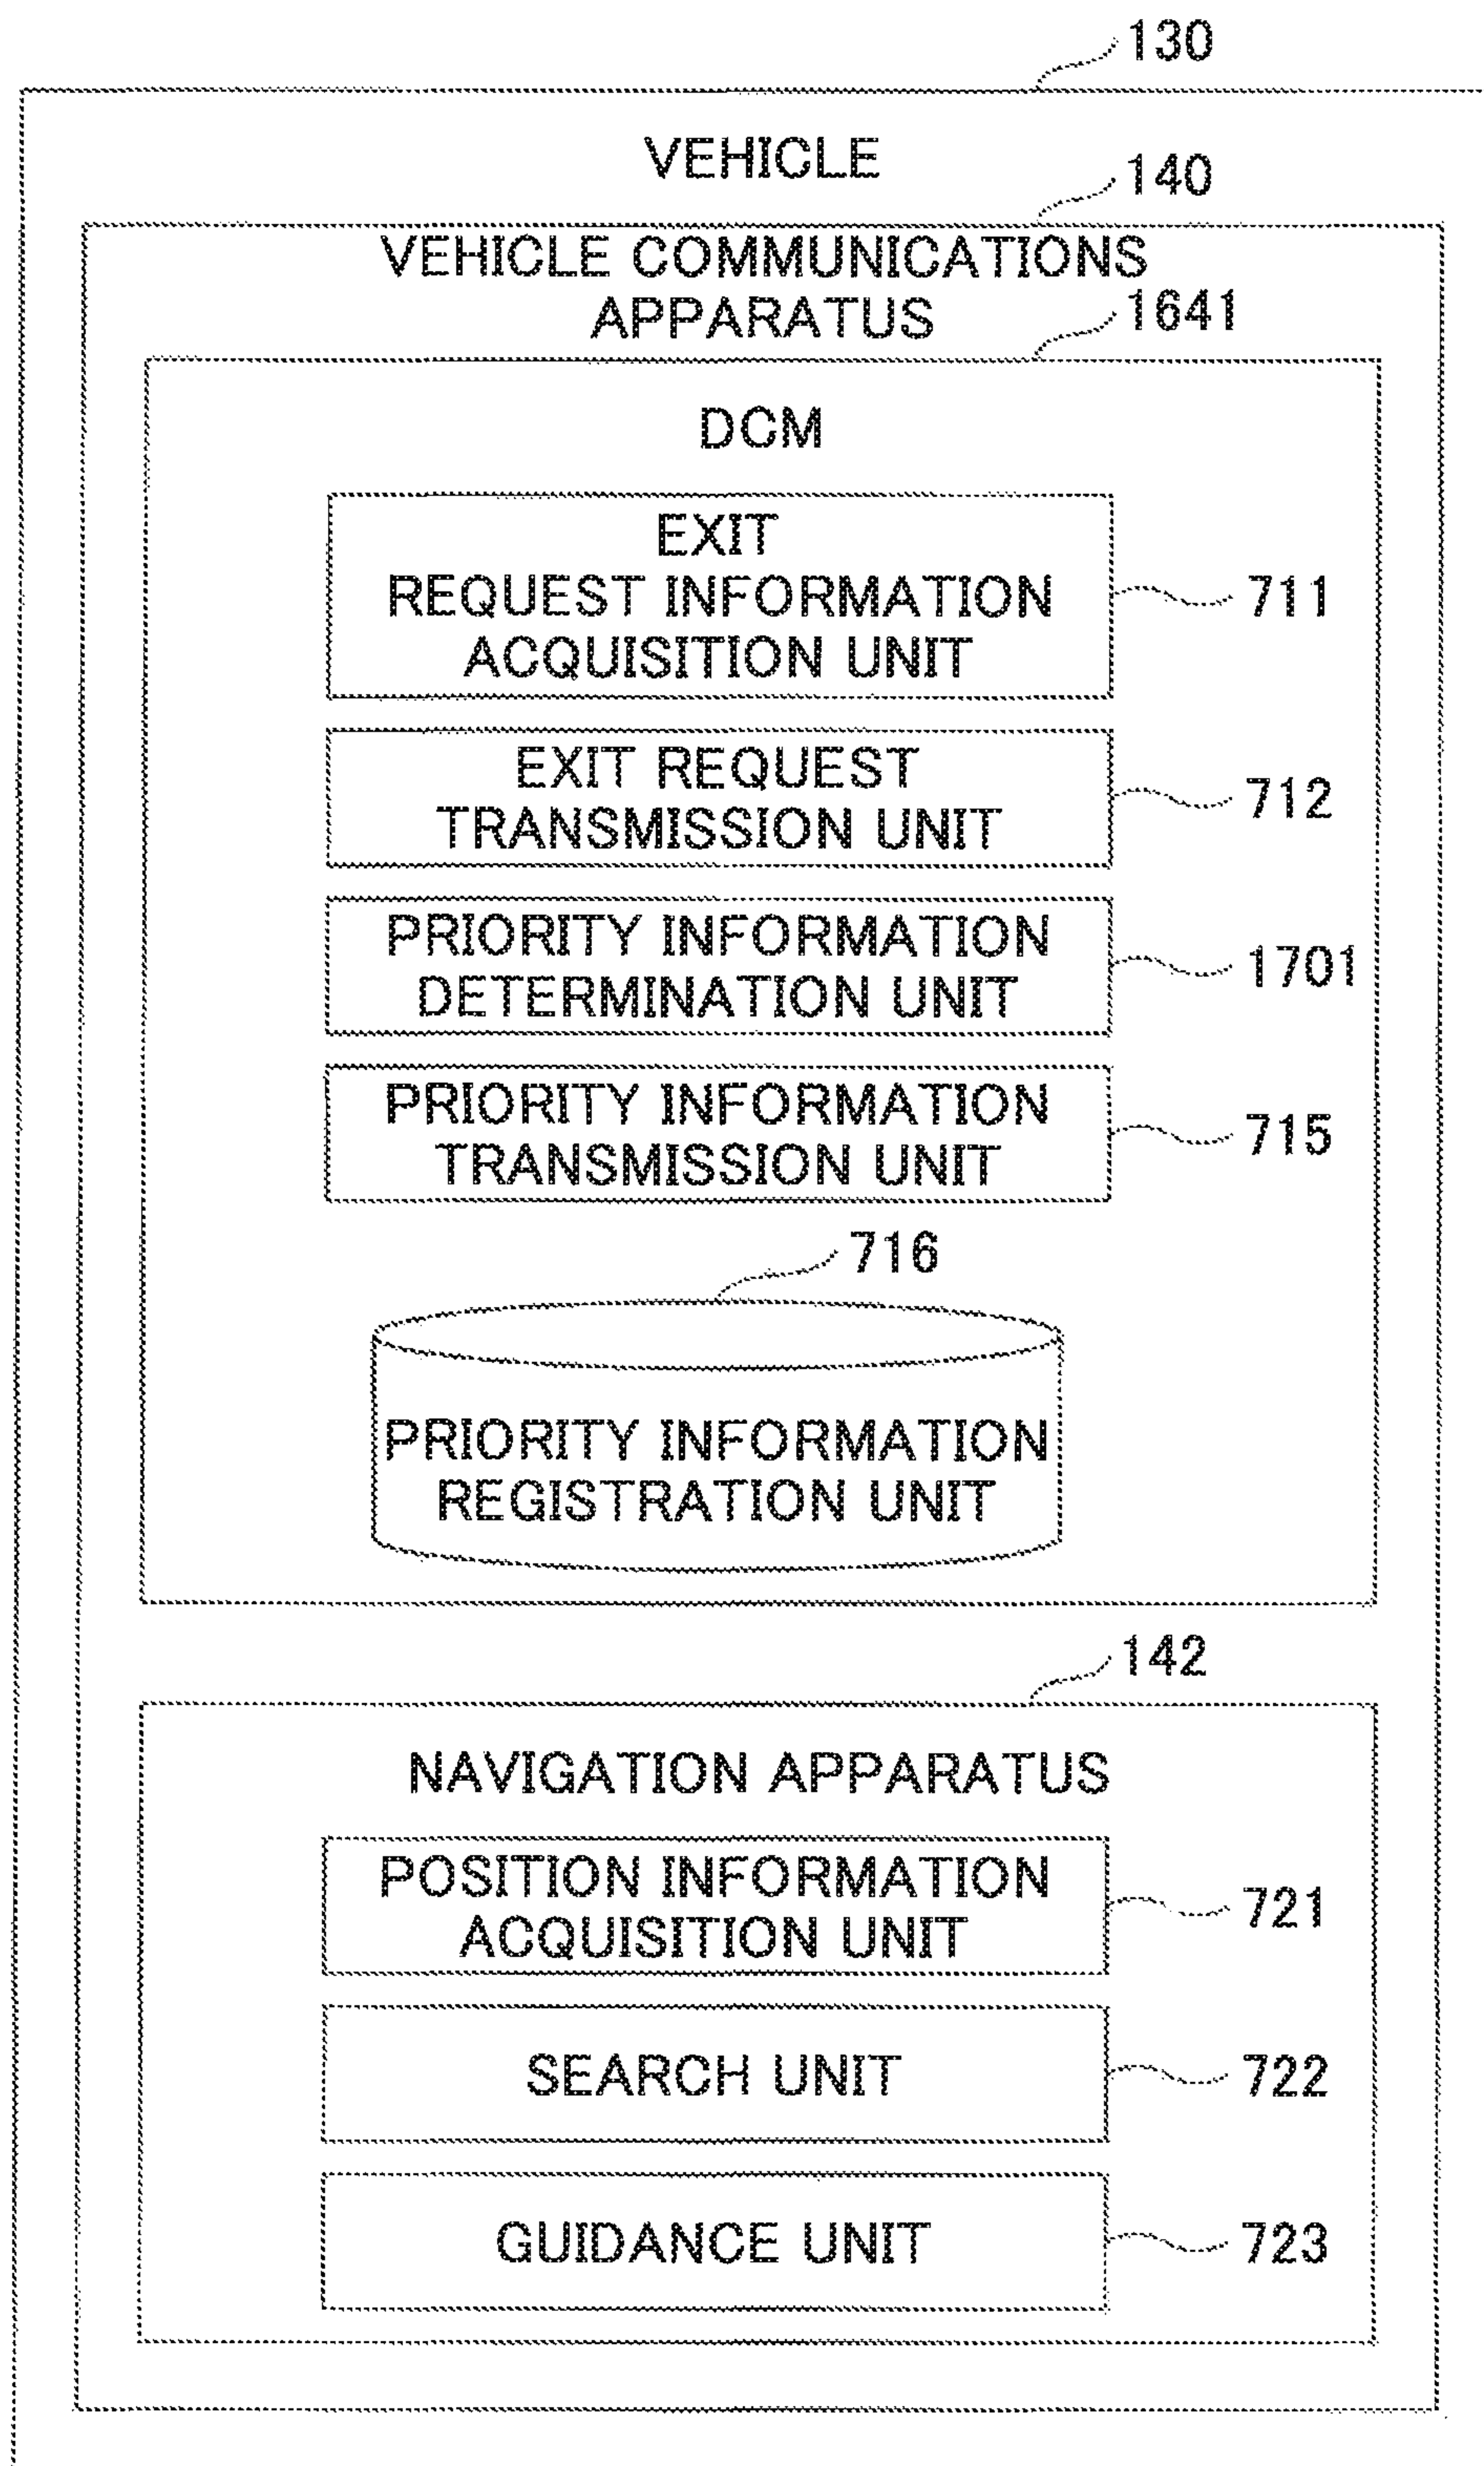 130
VEHICLE
140
VEHICLE COMMUNICATIONS
APPARATUS
1641
DCM
EXIT
REQUEST INFORMATION
ACQUISITION UNIT
711
EXIT REQUEST
TRANSMISSION UNIT
712
PRIORITY INFORMATION
DETERMINATION UNIT
1701
PRIORITY INFORMATION
TRANSMISSION UNIT
715
716
PRIORITY INFORMATION
REGISTRATION UNIT
142
NAVIGATION APPARATUS
POSITION INFORMATION
ACQUISITION UNIT
721
SEARCH UNIT
722
GUIDANCE UNIT
723